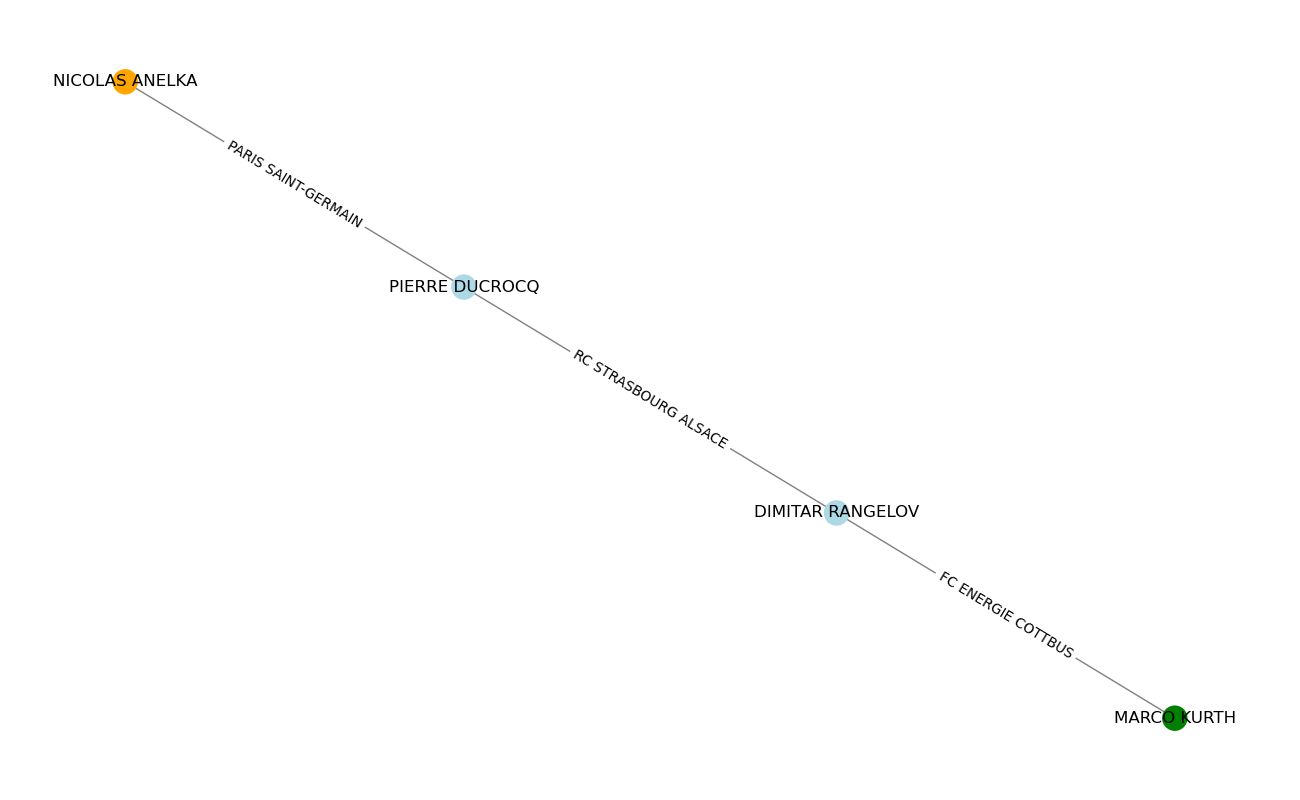 NICOLAS ANELKA
PARIS SAINT-GERMAIN
PIERRE DUCROCQ
RC STRASBOURG ALSACE
DIMITAR RANGELOV
FC ENERGIE COTTBUS
MARCO KURTH